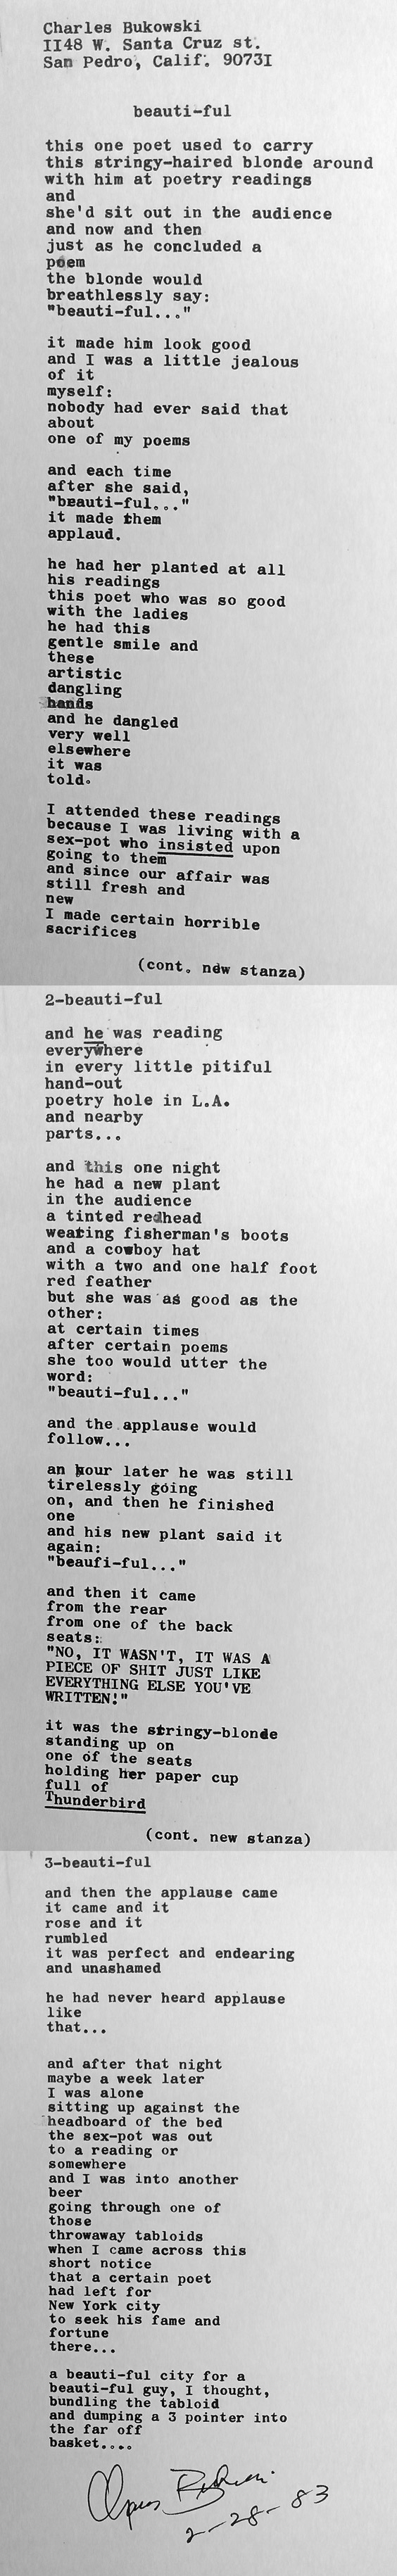 Charles Bukowski
II48 W. Santa Cruz st.
San Pedro, Calif. 9073I
beauti-ful
this one poet used to carry
this stringy-haired blonde around
with him at poetry readings
and
she'd sit out in the audience
and now and then
just as he concluded a
poem
the blonde would
breathlessly say:
"beauti-ful..."
it made him look good
and I was a little jealous
of it
myself:
nobody had ever said that
about
one of my poems
and each time
after she said,
"beauti-ful..."
it made them
applaud.
he had her planted at all
his readings
this poet who was so good
with the ladies
he had this
gentle smile and
these
artistic
dangling
hands
and he dangled
very well
elsewhere
it was
told.
I attended these readings
because I was living with a
sex-pot who insisted upon
going to them
and since our affair was
still fresh and
new
I made certain horrible
sacrifices
(cont. new stanza)
2-beauti-ful
and he was reading
everywhere
in every little pitiful
hand-out
poetry hole in L.A.
and nearby
parts...
and this one night
he had a new plant
in the audience
a tinted redhead
wearing fisherman's boots
and a cowboy hat
with a two and one half foot
red feather
but she was as good as the
other:
at certain times
after certain poems
she too would utter the
word:
"beauti-ful..."
and the applause would
follow...
an hour later he was still
tirelessly going
on, and then he finished
one
and his new plant said it
again:
"beaufi-ful..."
and then it came
from the rear
from one of the back
seats:
"NO, IT WASN'T, IT WAS A
PIECE OF SHIT JUST LIKE
EVERYTHING ELSE YOU'VE
WRITTEN!"
it was the stringy-blonde
standing up on
one of the seats
holding her paper cup
full of
Thunderbird
(cont. new stanza)
3-beauti-ful
and then the applause came
it came and it
rose and it
rumbled
it was perfect and endearing
and unashamed
he had never heard applause
like
that...
and after that night
maybe a week later
I was alone
sitting up against the
headboard of the bed
the sex-pot was out
to a reading or
somewhere
and I was into another
beer
going through one of
those
throwaway tabloids
when I came across this
short notice
that a certain poet
had left for
New York city
to seek his fame and
fortune
there...
a beauti-ful city for a
beauti-ful guy, I thought,
bundling the tabloid
and dumping a 3 pointer into
the far off
basket....
2-28-83